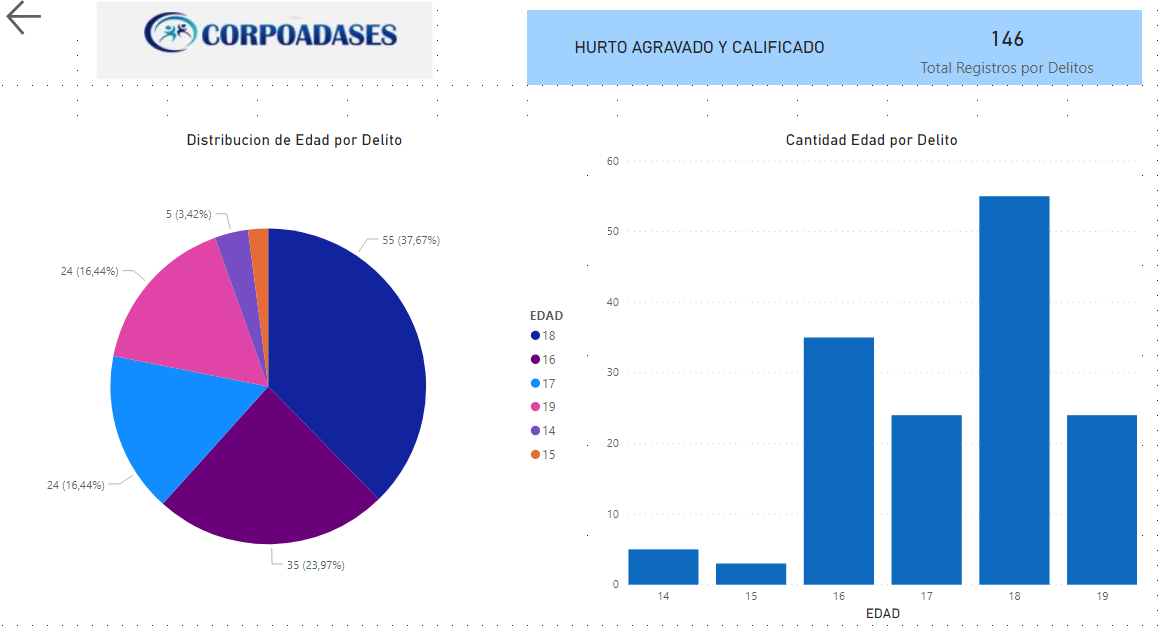 CORPOADASES
HURTO AGRAVADO Y CALIFICADO
146
Total Registros por Delitos
Distribucion de Edad por Delito
5 (3,42%)
55 (37,67%)
24 (16,44%)
24 (16,44%)
35 (23,97%)
EDAD
18
16
17
19
14
15
Cantidad Edad por Delito
60
50
40
30
20
10
0
14 15 16 17 18 19
EDAD